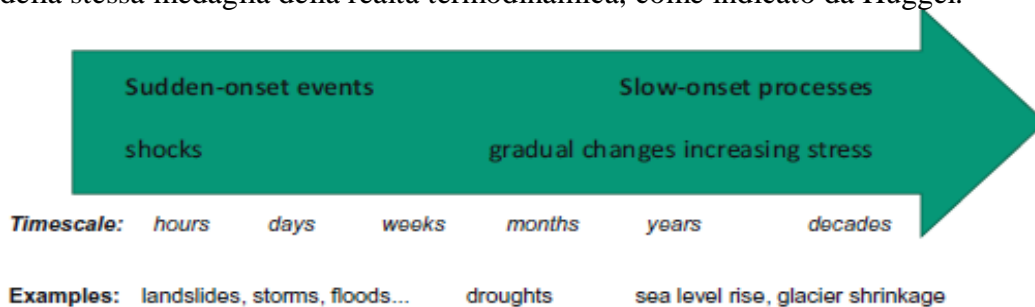 della stessa medaglia della realtà termodinamica, come indicato da Huggel.
Sudden-onset events Slow-onset processes
shocks gradual changes increasing stress
Timescale: hours days weeks months years decades
Examples: landslides, storms, floods... droughts sea level rise, glacier shrinkage